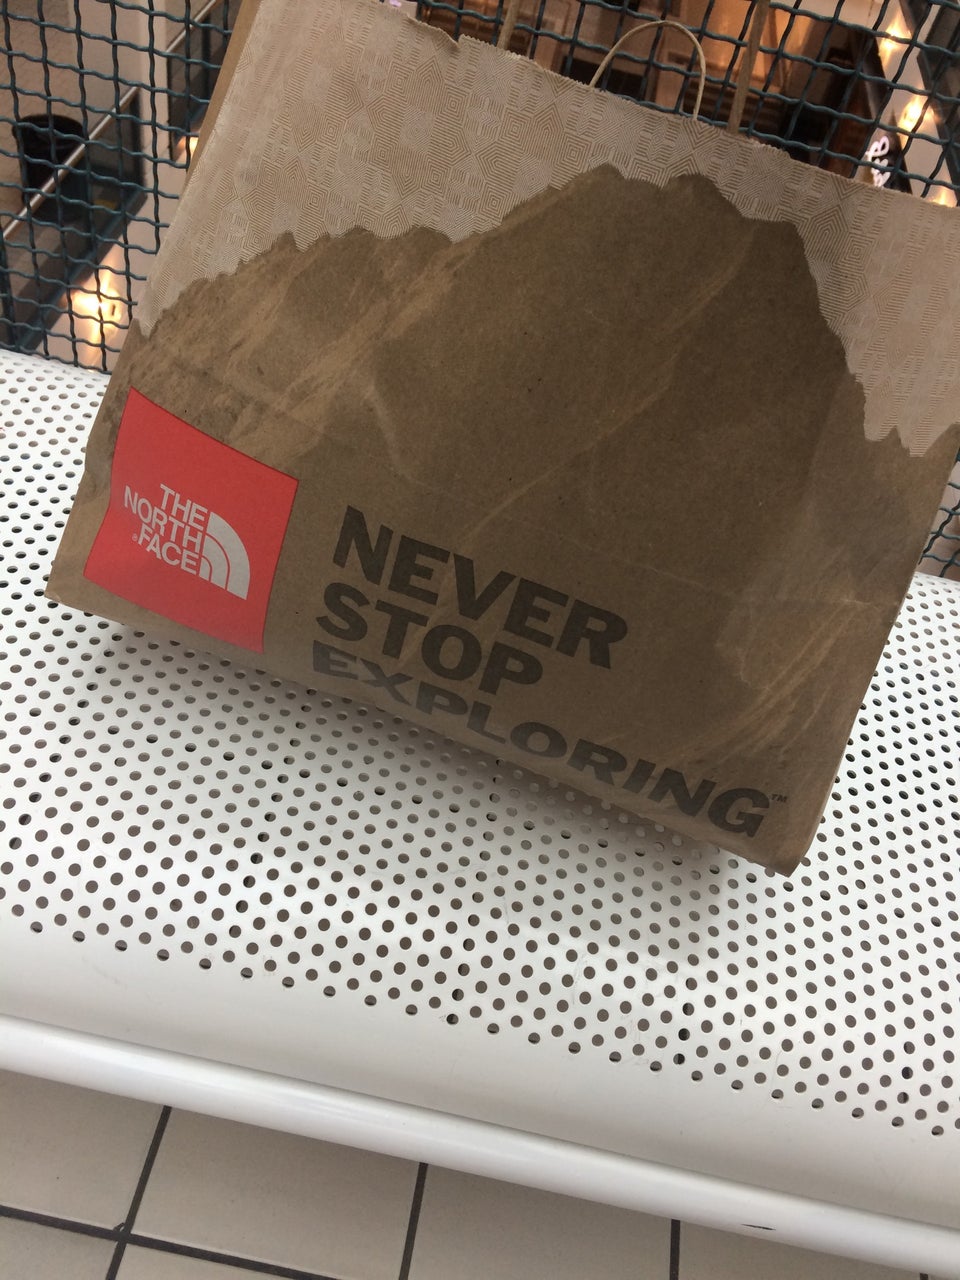 THE
NORTH
FACE
®
NEVER
STOP
EXPLORING™